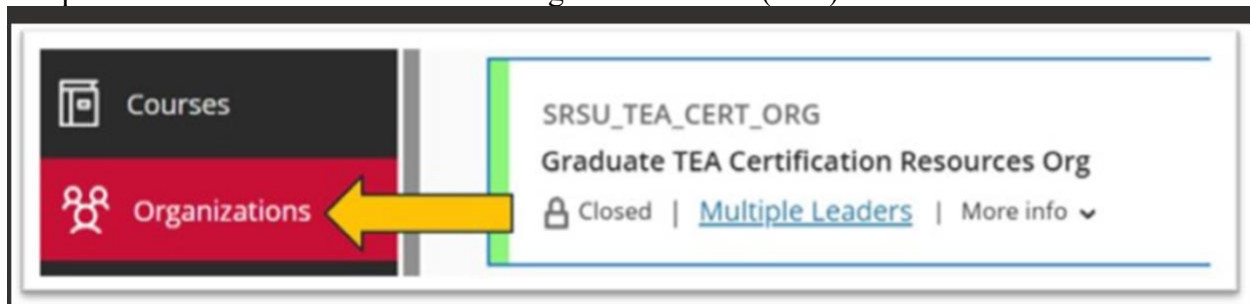 Courses
Organizations
SRSU_TEA_CERT_ORG
Graduate TEA Certification Resources Org
Closed | Multiple Leaders | More info